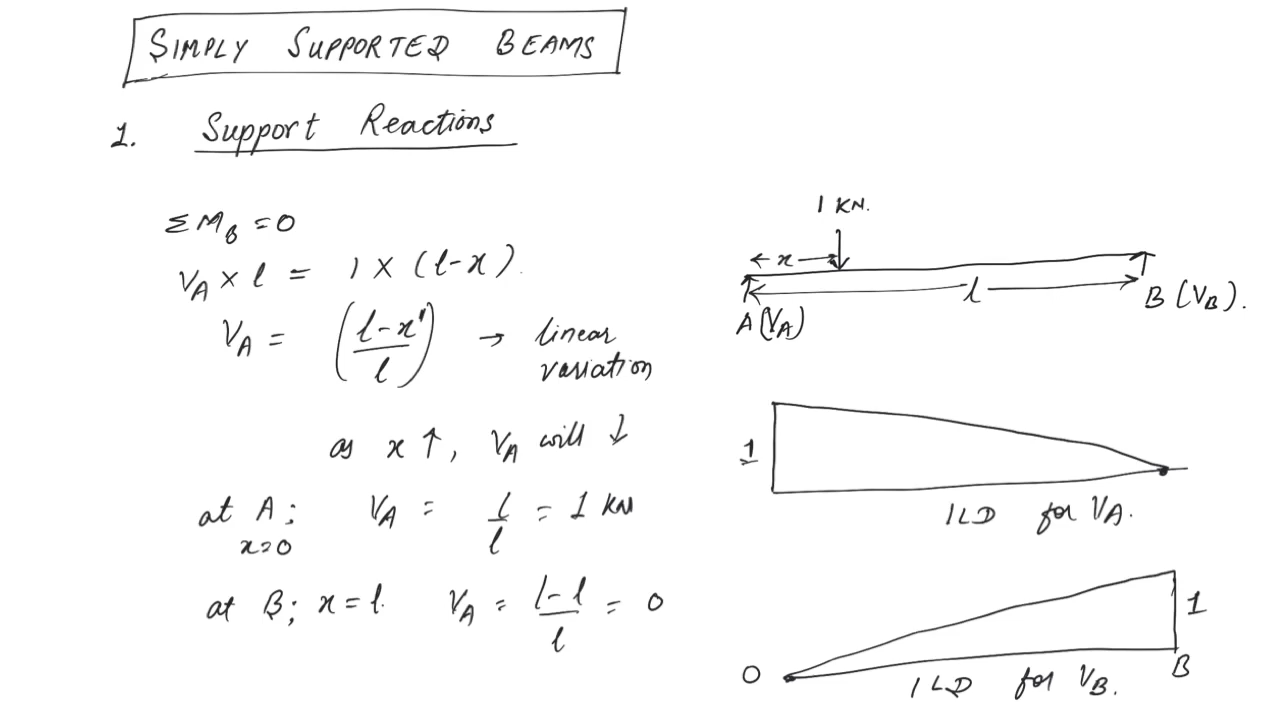 SIMPLY SUPPORTED BEAMS
1. Support Reactions
ΣM_B = 0
V_A × l = 1 × (l-x).
V_A = ((l-x)/l) → linear
variation
as x ↑, V_A will ↓
at A; V_A = l/l = 1 KN
x=0
at B; x = l. V_A = (l-l)/l = 0
1 KN.
x
l
A (V_A)
B (V_B).
1
ILD for V_A.
1
0
B
ILD for V_B.